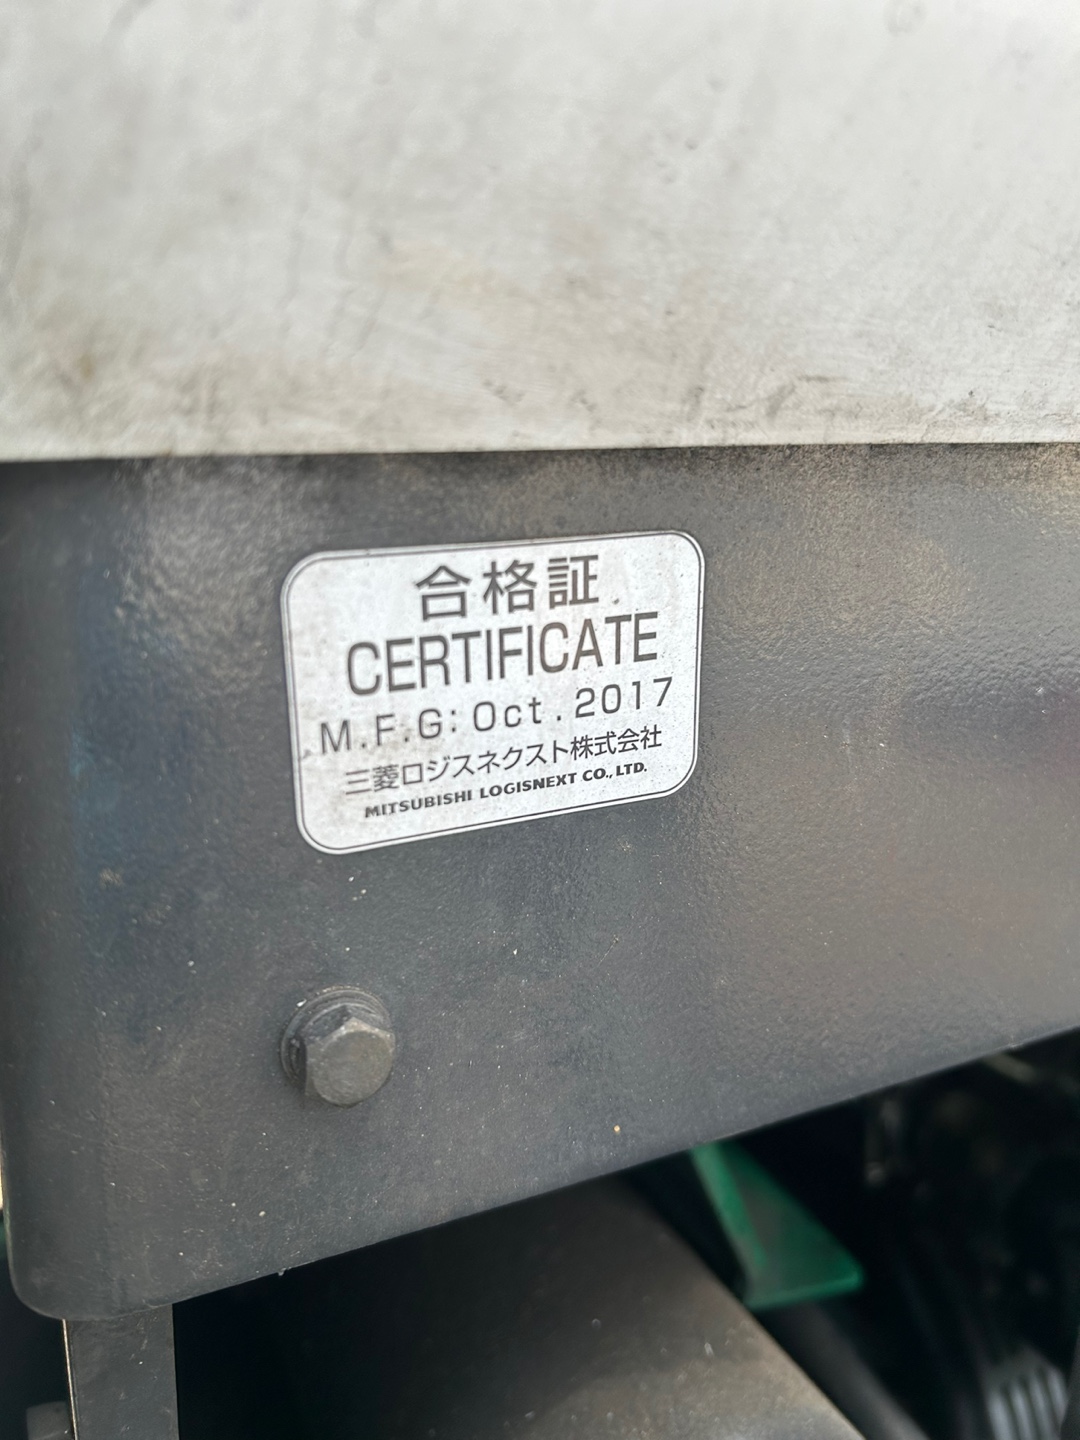 合格証
CERTIFICATE
M.F.G: Oct. 2017
三菱ロジスネクスト株式会社
MITSUBISHI LOGISNEXT CO., LTD.